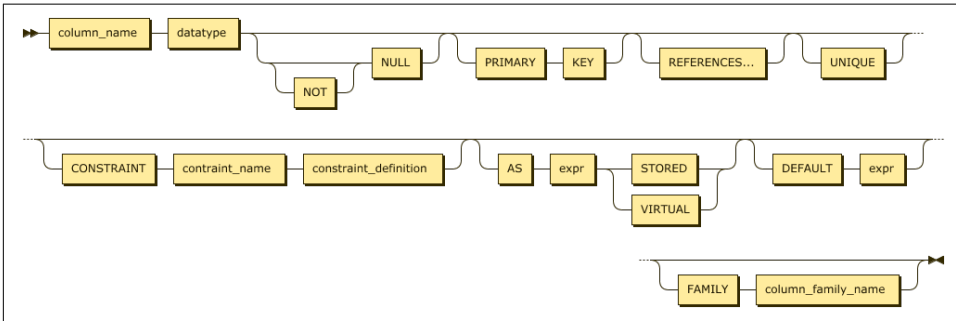 column_name datatype NULL PRIMARY KEY REFERENCES... UNIQUE
NOT
CONSTRAINT contraint_name constraint_definition AS expr STORED DEFAULT expr
VIRTUAL
FAMILY column_family_name